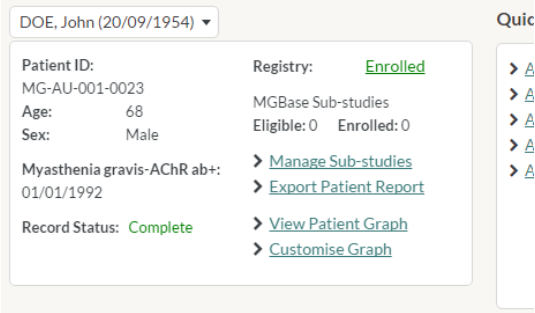 DOE, John (20/09/1954)
Patient ID:
MG-AU-001-0023
Age: 68
Sex: Male
Myasthenia gravis-AChR ab+:
01/01/1992
Record Status: Complete
Registry: Enrolled
MGBase Sub-studies
Eligible: 0 Enrolled: 0
Manage Sub-studies
Export Patient Report
View Patient Graph
Customise Graph